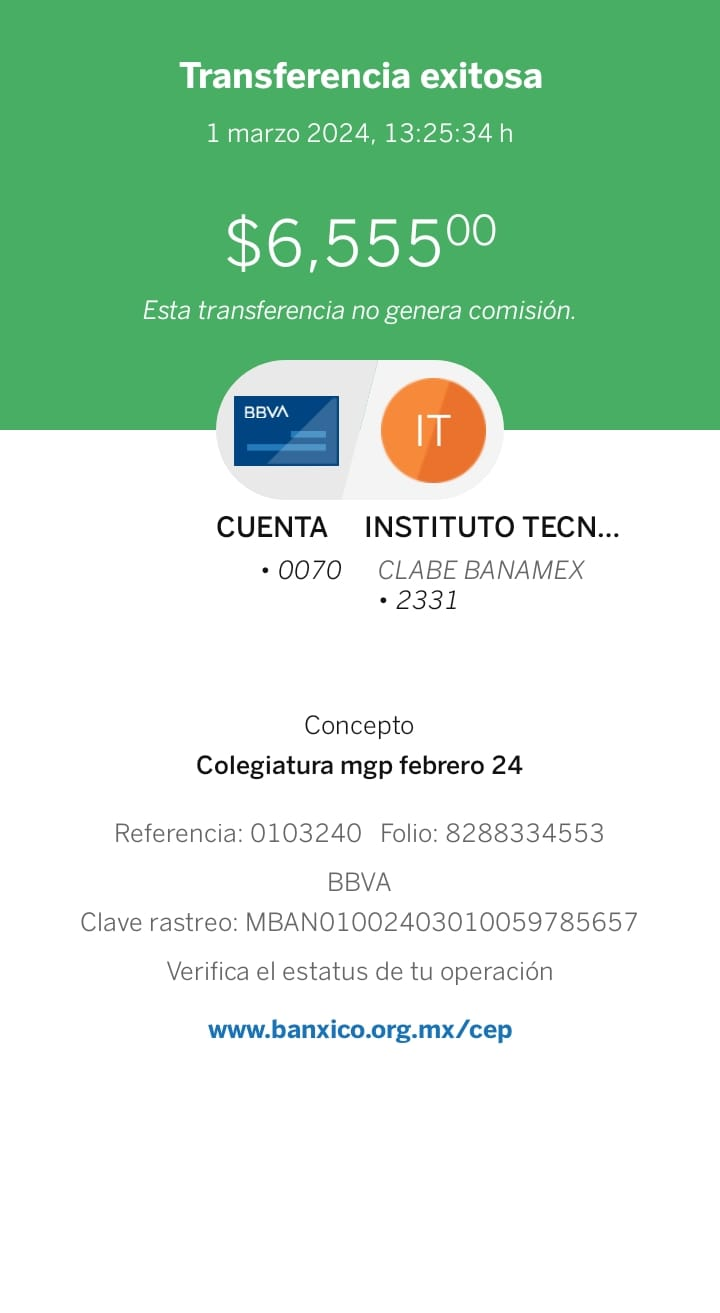 Transferencia exitosa
1 marzo 2024, 13:25:34 h
$6,555⁰⁰
Esta transferencia no genera comisión.
BBVA
IT
CUENTA
• 0070
INSTITUTO TECN...
CLABE BANAMEX
• 2331
Concepto
Colegiatura mgp febrero 24
Referencia: 0103240 Folio: 8288334553
BBVA
Clave rastreo: MBAN01002403010059785657
Verifica el estatus de tu operación
www.banxico.org.mx/cep